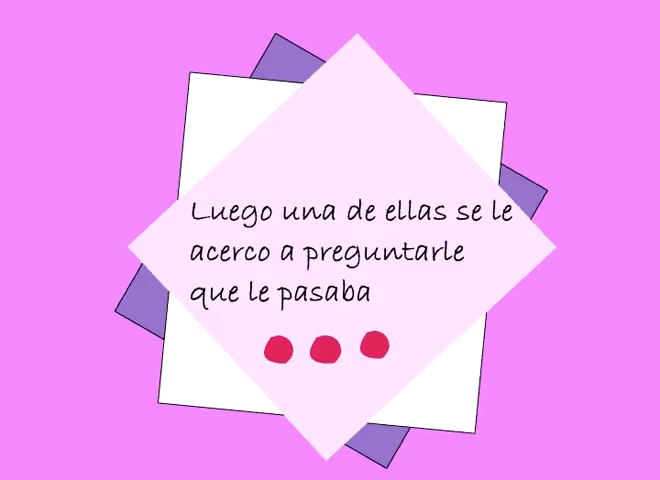 Luego una de ellas se le
acerco a preguntarle
que le pasaba